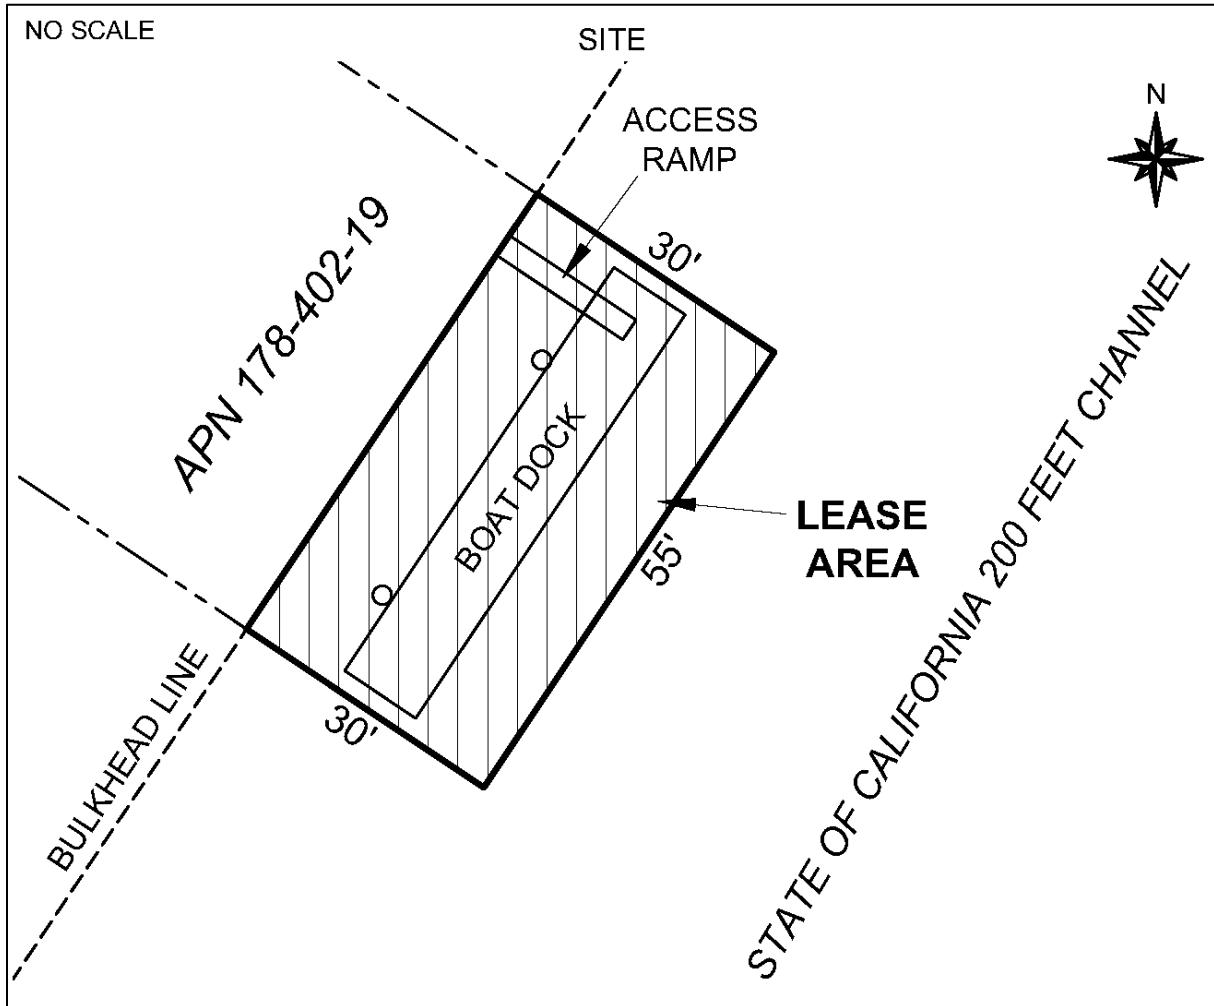 NO SCALE
SITE
ACCESS
RAMP
N
30'
APN 178-402-19
BOAT DOCK
LEASE
AREA
55'
30'
BULKHEAD LINE
STATE OF CALIFORNIA 200 FEET CHANNEL